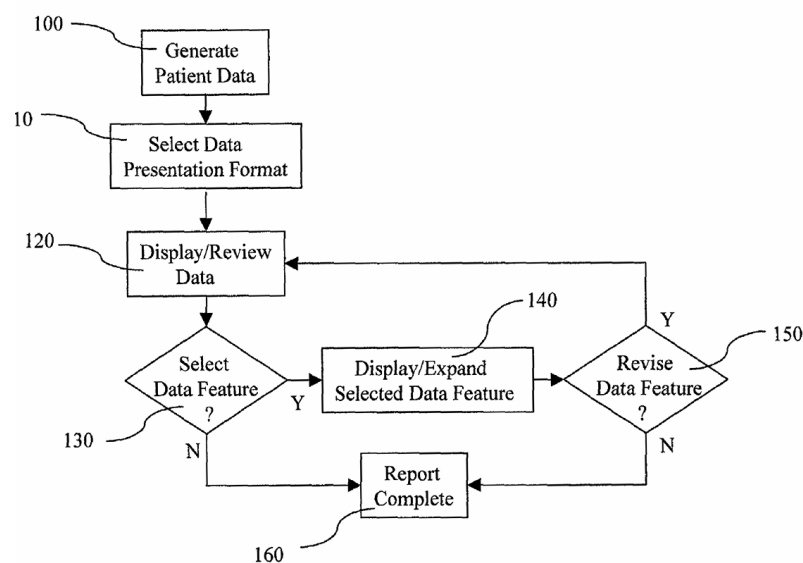 100
Generate
Patient Data
10
Select Data
Presentation Format
120
Display/Review
Data
140
150
Y
Select
Data Feature
?
130
Y
N
Display/Expand
Selected Data Feature
Revise
Data Feature
?
N
Report
Complete
160